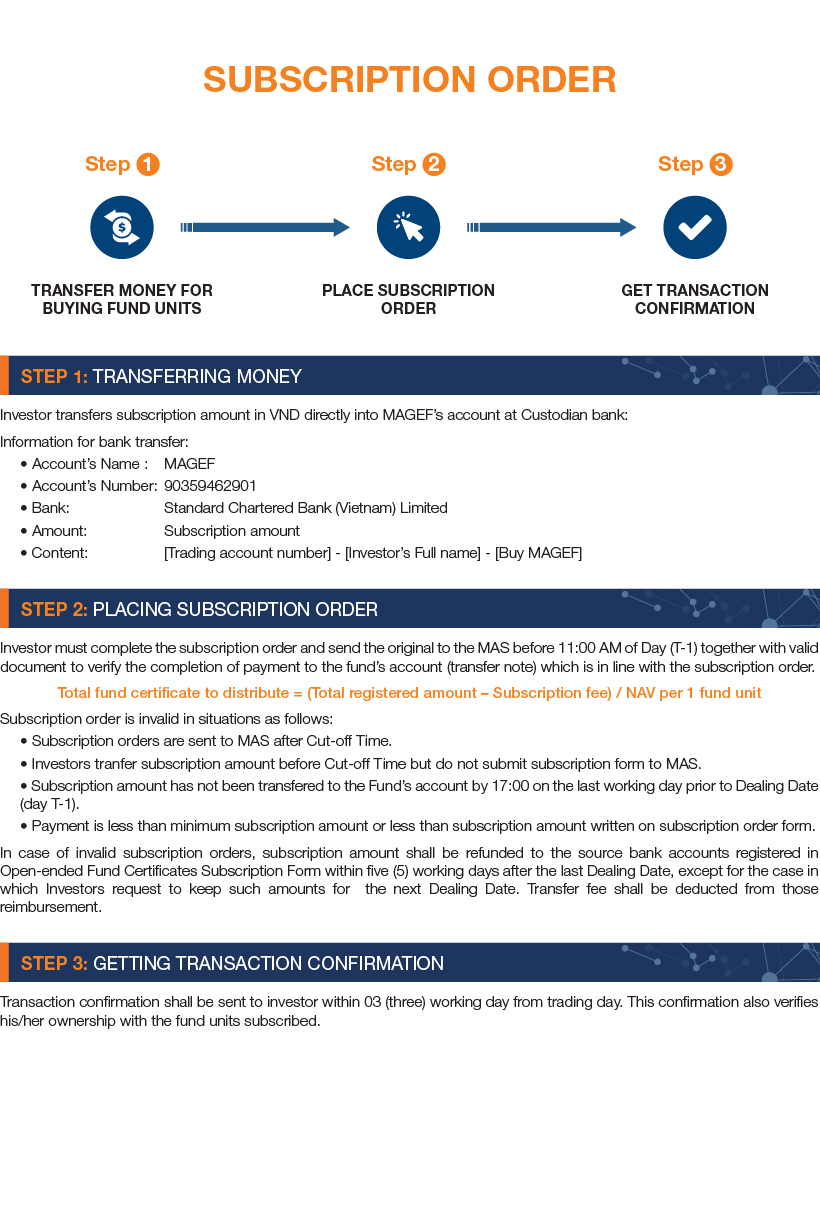 SUBSCRIPTION ORDER
Step 1
Step 2
Step 3
$
TRANSFER MONEY FOR
BUYING FUND UNITS
PLACE SUBSCRIPTION
ORDER
GET TRANSACTION
CONFIRMATION
STEP 1: TRANSFERRING MONEY
Investor transfers subscription amount in VND directly into MAGEF's account at Custodian bank:
Information for bank transfer:
• Account's Name : MAGEF
• Account's Number: 90359462901
• Bank: Standard Chartered Bank (Vietnam) Limited
• Amount: Subscription amount
• Content: [Trading account number] - [Investor's Full name] - [Buy MAGEF]
STEP 2: PLACING SUBSCRIPTION ORDER
Investor must complete the subscription order and send the original to the MAS before 11:00 AM of Day (T-1) together with valid
document to verify the completion of payment to the fund's account (transfer note) which is in line with the subscription order.
Total fund certificate to distribute = (Total registered amount – Subscription fee) / NAV per 1 fund unit
Subscription order is invalid in situations as follows:
• Subscription orders are sent to MAS after Cut-off Time.
• Investors tranfer subscription amount before Cut-off Time but do not submit subscription form to MAS.
• Subscription amount has not been transfered to the Fund's account by 17:00 on the last working day prior to Dealing Date
(day T-1).
• Payment is less than minimum subscription amount or less than subscription amount written on subscription order form.
In case of invalid subscription orders, subscription amount shall be refunded to the source bank accounts registered in
Open-ended Fund Certificates Subscription Form within five (5) working days after the last Dealing Date, except for the case in
which Investors request to keep such amounts for the next Dealing Date. Transfer fee shall be deducted from those
reimbursement.
STEP 3: GETTING TRANSACTION CONFIRMATION
Transaction confirmation shall be sent to investor within 03 (three) working day from trading day. This confirmation also verifies
his/her ownership with the fund units subscribed.